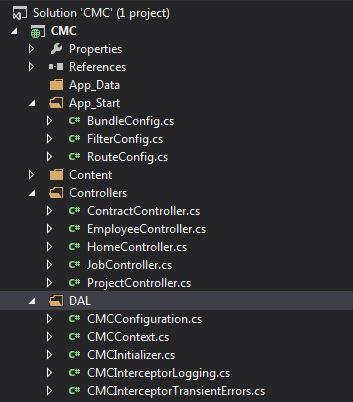 Solution 'CMC' (1 project)
CMC
Properties
References
App_Data
App_Start
C# BundleConfig.cs
C# FilterConfig.cs
C# RouteConfig.cs
Content
Controllers
C# ContractController.cs
C# EmployeeController.cs
C# HomeController.cs
C# JobController.cs
C# ProjectController.cs
DAL
C# CMCConfiguration.cs
C# CMCContext.cs
C# CMCInitializer.cs
C# CMCInterceptorLogging.cs
C# CMCInterceptorTransientErrors.cs